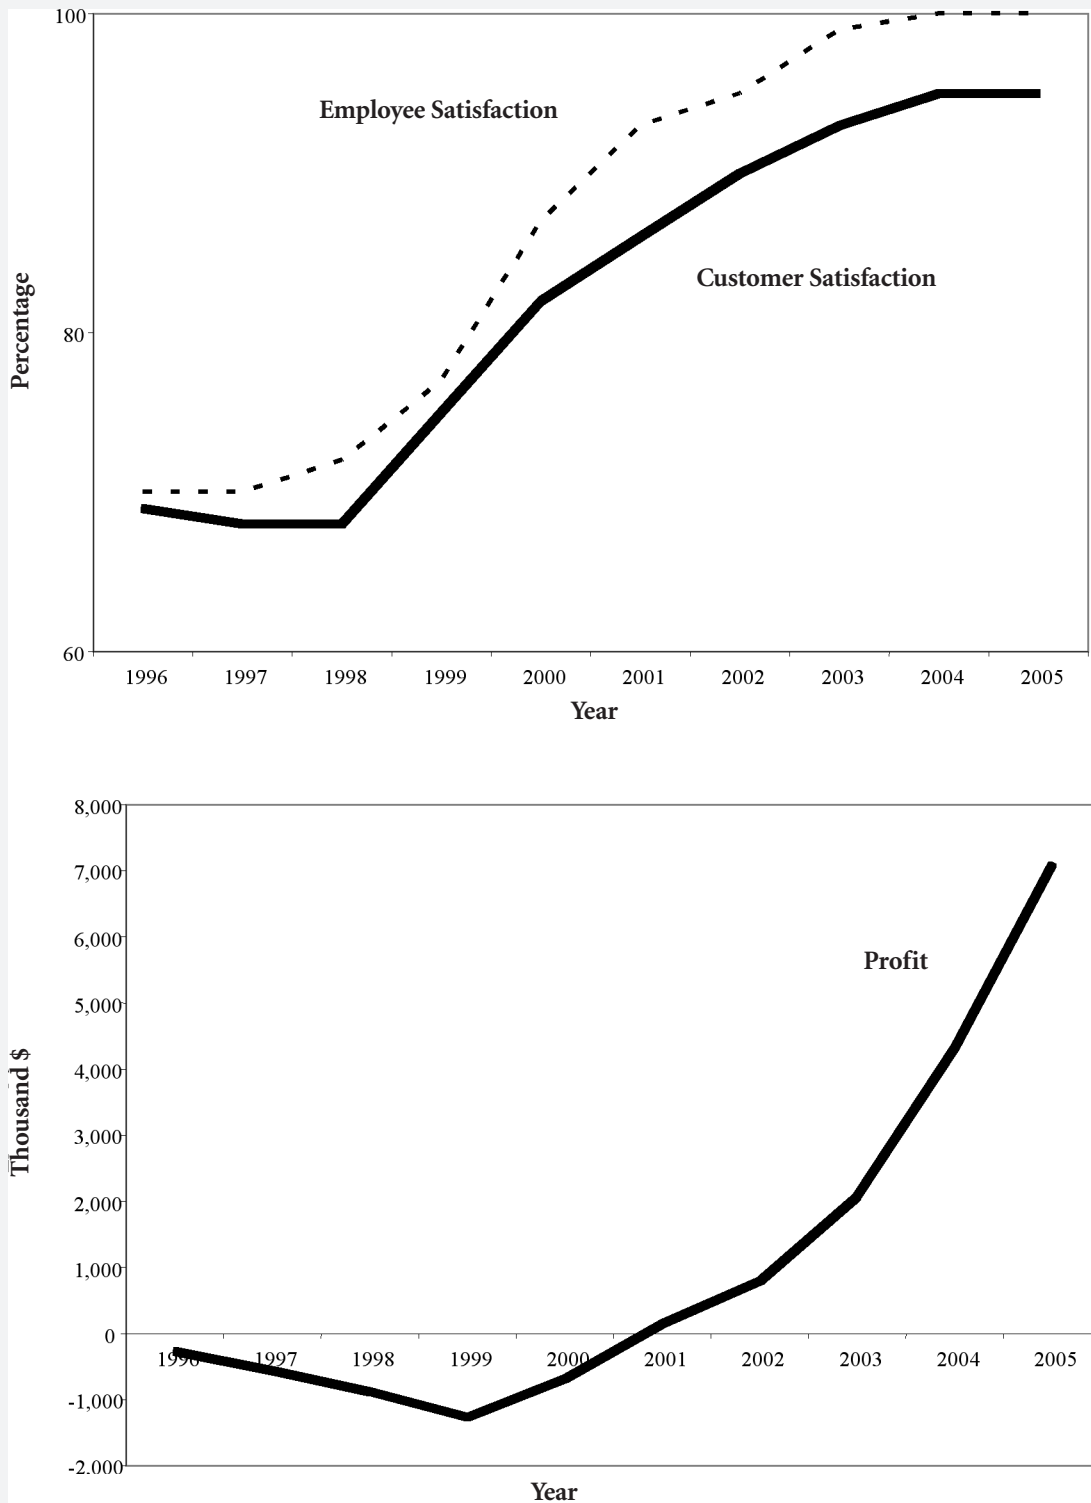 100
Employee Satisfaction
Customer Satisfaction
Percentage
80
60
1996 1997 1998 1999 2000 2001 2002 2003 2004 2005
Year
8,000
7,000
6,000
Profit
5,000
Thousand $
4,000
3,000
2,000
1,000
0
1996 1997 1998 1999 2000 2001 2002 2003 2004 2005
-1,000
-2,000
Year